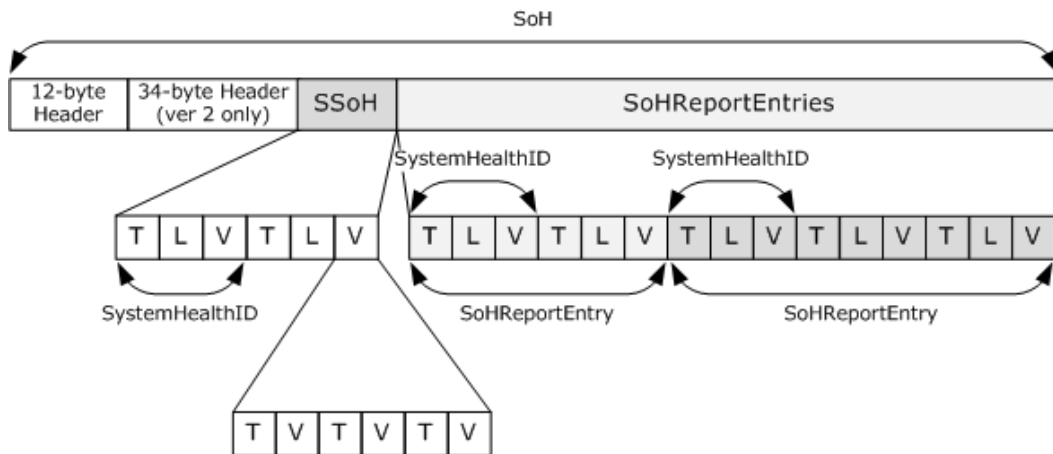 SoH
12-byte Header
34-byte Header (ver 2 only)
SSoH
SoHReportEntries
SystemHealthID
SystemHealthID
T L V T L V
T L V T L V T L V T L V T L V
SystemHealthID
SoHReportEntry
SoHReportEntry
T V T V T V